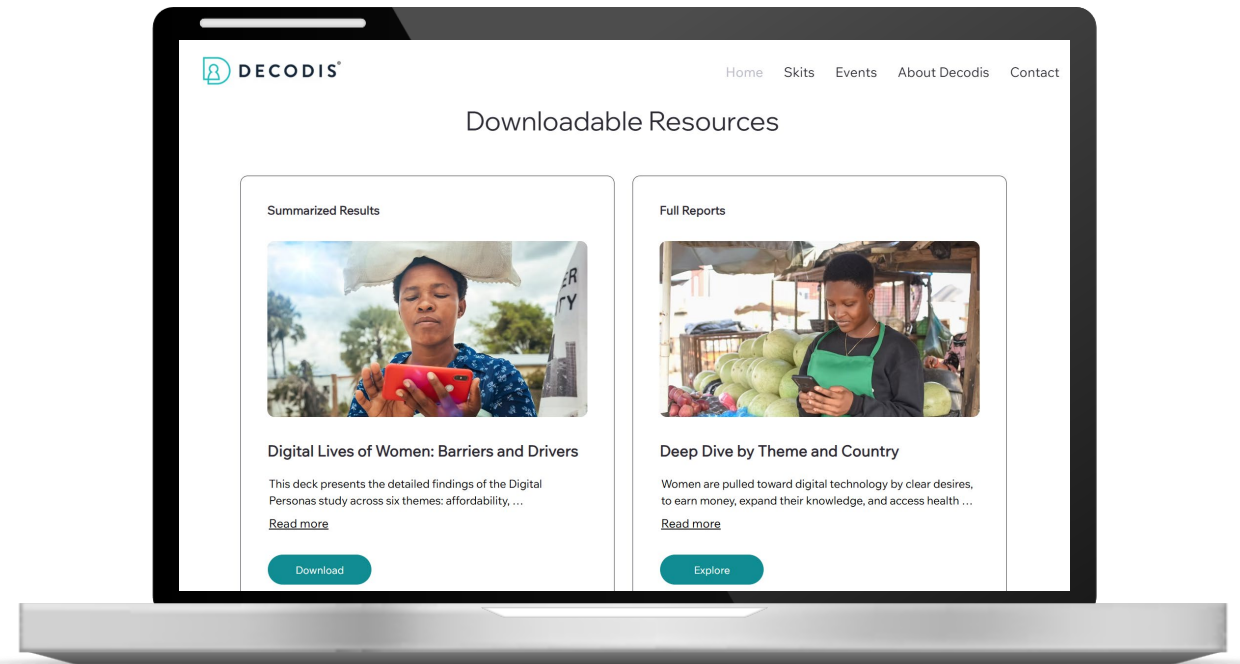 DECODIS®
Home Skits Events About Decodis Contact
Downloadable Resources
Summarized Results
ER
TY
Digital Lives of Women: Barriers and Drivers
This deck presents the detailed findings of the Digital
Personas study across six themes: affordability, …
Read more
Download
Full Reports
Deep Dive by Theme and Country
Women are pulled toward digital technology by clear desires,
to earn money, expand their knowledge, and access health …
Read more
Explore